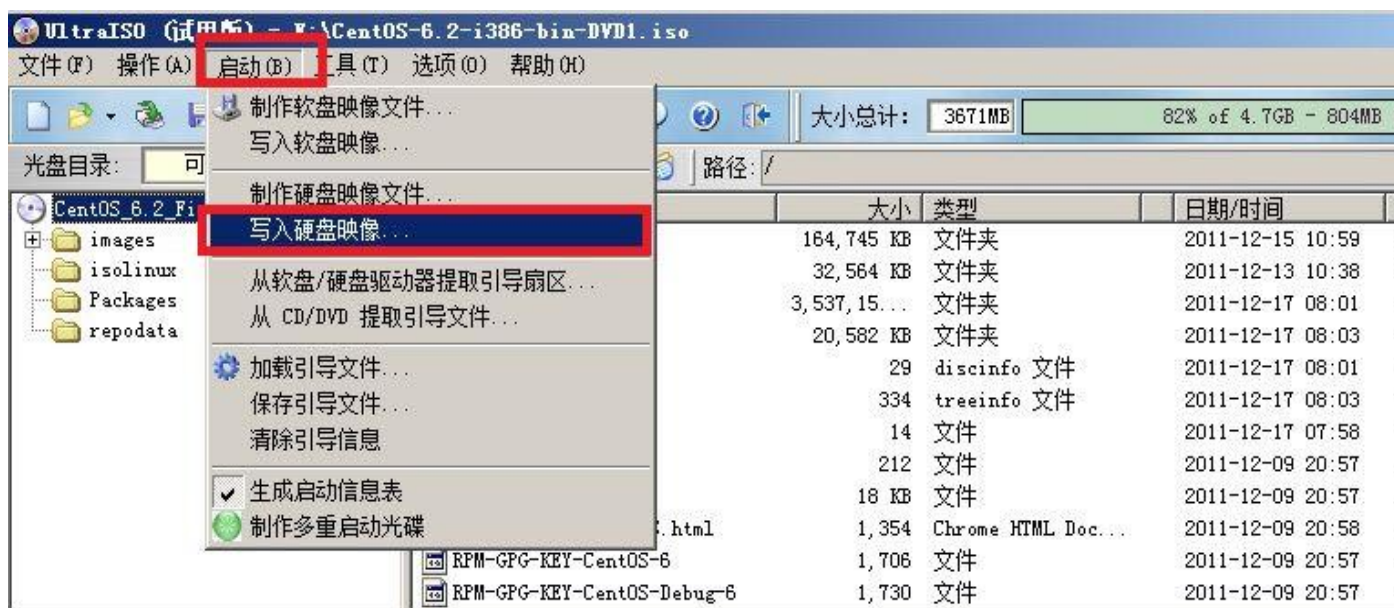 UltraISO (试用版) - E:\CentOS-6.2-i386-bin-DVD1.iso
文件(F) 操作(A) 启动(B) 工具(T) 选项(O) 帮助(H)
制作软盘映像文件...
大小总计: 3671MB 82% of 4.7GB - 804MB
写入软盘映像...
光盘目录: 可 路径: /
制作硬盘映像文件...
CentOS_6.2_Fi 大小 类型 日期/时间
写入硬盘映像...
images 164,745 KB 文件夹 2011-12-15 10:59
isolinux 32,564 KB 文件夹 2011-12-13 10:38
从软盘/硬盘驱动器提取引导扇区...
Packages 3,537,15... 文件夹 2011-12-17 08:01
从 CD/DVD 提取引导文件...
repodata 20,582 KB 文件夹 2011-12-17 08:03
加载引导文件... 29 discinfo 文件 2011-12-17 08:01
保存引导文件... 334 treeinfo 文件 2011-12-17 08:03
清除引导信息 14 文件 2011-12-17 07:58
212 文件 2011-12-09 20:57
生成启动信息表 18 KB 文件 2011-12-09 20:57
制作多重启动光碟 .html 1,354 Chrome HTML Doc... 2011-12-09 20:58
RPM-GPG-KEY-CentOS-6 1,706 文件 2011-12-09 20:57
RPM-GPG-KEY-CentOS-Debug-6 1,730 文件 2011-12-09 20:57